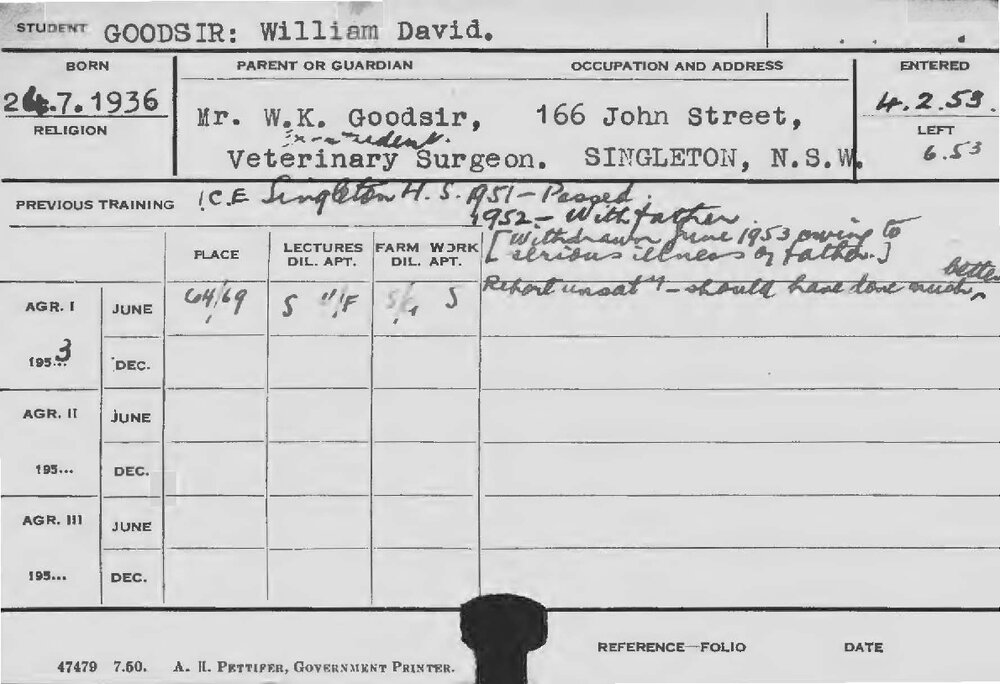 STUDENT GOODSIR: William David.
BORN PARENT OR GUARDIAN OCCUPATION AND ADDRESS ENTERED
24.7.1936 Mr. W.K. Goodsir, 166 John Street, 4.2.53
RELIGION Ex-student. LEFT
Veterinary Surgeon. SINGLETON, N.S.W. 6.53
PREVIOUS TRAINING I.C.E Singleton H.S. 1951 - Passed.
1952 - With father.
[Withdrawn June 1953 owing to
serious illness of father.]
PLACE LECTURES DIL. APT. FARM WORK DIL. APT.
better
Report unsaty - should have done much
AGR. I JUNE 64/69 S F S
1953 DEC.
AGR. II JUNE
195... DEC.
AGR. III JUNE
195... DEC.
REFERENCE—FOLIO DATE
47479 7.50. A. H. PETTIFER, GOVERNMENT PRINTER.